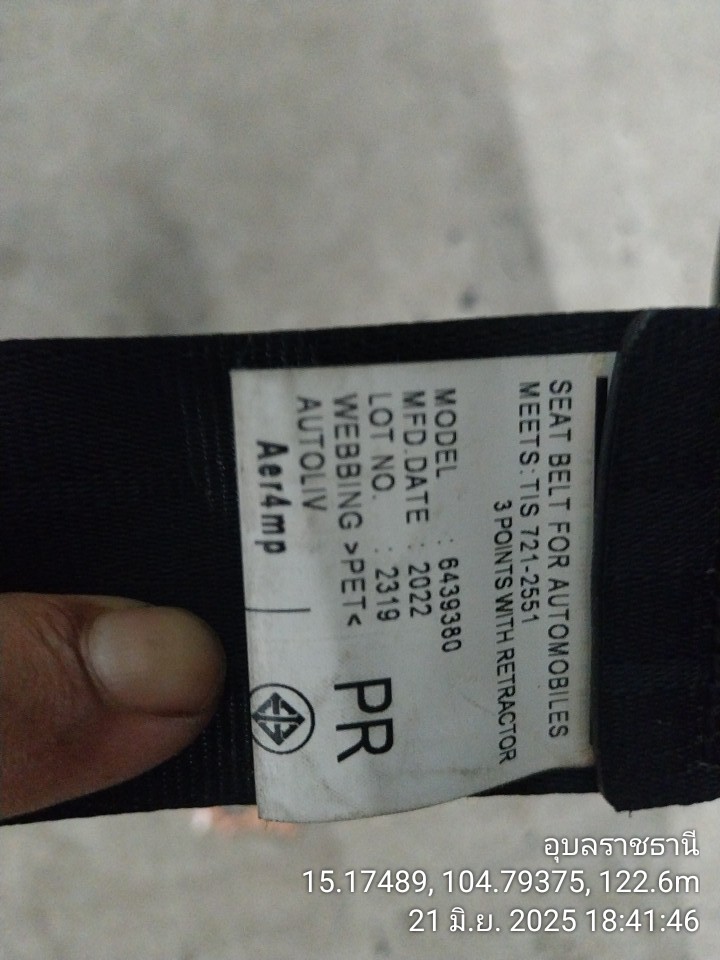 SEAT BELT FOR AUTOMOBILES
MEETS:TIS 721-2551
3 POINTS WITH RETRACTOR
MODEL : 6439380
MFD.DATE : 2022
LOT NO. : 2319
WEBBING >PET<
PR
AUTOLIV
Aer4mp
อุบลราชธานี
15.17489, 104.79375, 122.6m
21 มิ.ย. 2025 18:41:46